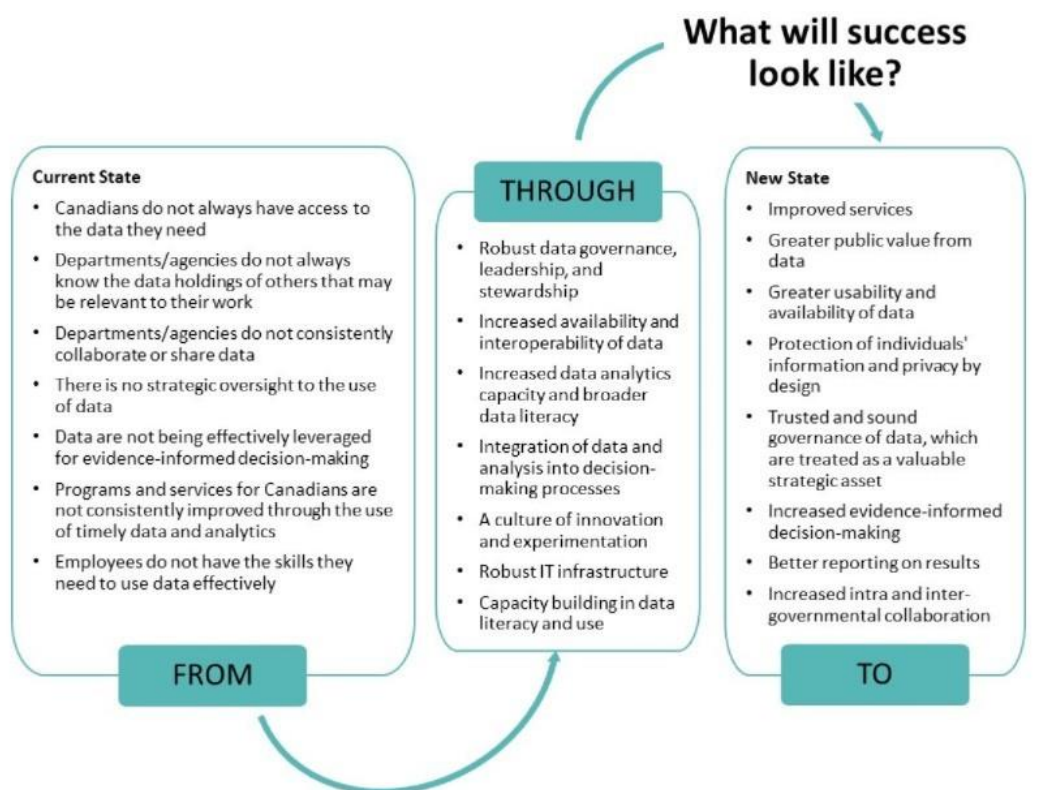 What will success
look like?
Current State
• Canadians do not always have access to
the data they need
• Departments/agencies do not always
know the data holdings of others that may
be relevant to their work
• Departments/agencies do not consistently
collaborate or share data
• There is no strategic oversight to the use
of data
• Data are not being effectively leveraged
for evidence-informed decision-making
• Programs and services for Canadians are
not consistently improved through the use
of timely data and analytics
• Employees do not have the skills they
need to use data effectively
FROM
THROUGH
• Robust data governance,
leadership, and
stewardship
• Increased availability and
interoperability of data
• Increased data analytics
capacity and broader
data literacy
• Integration of data and
analysis into decision-
making processes
• A culture of innovation
and experimentation
• Robust IT infrastructure
• Capacity building in data
literacy and use
New State
• Improved services
• Greater public value from
data
• Greater usability and
availability of data
• Protection of individuals'
information and privacy by
design
• Trusted and sound
governance of data, which
are treated as a valuable
strategic asset
• Increased evidence-informed
decision-making
• Better reporting on results
• Increased intra and inter-
governmental collaboration
TO